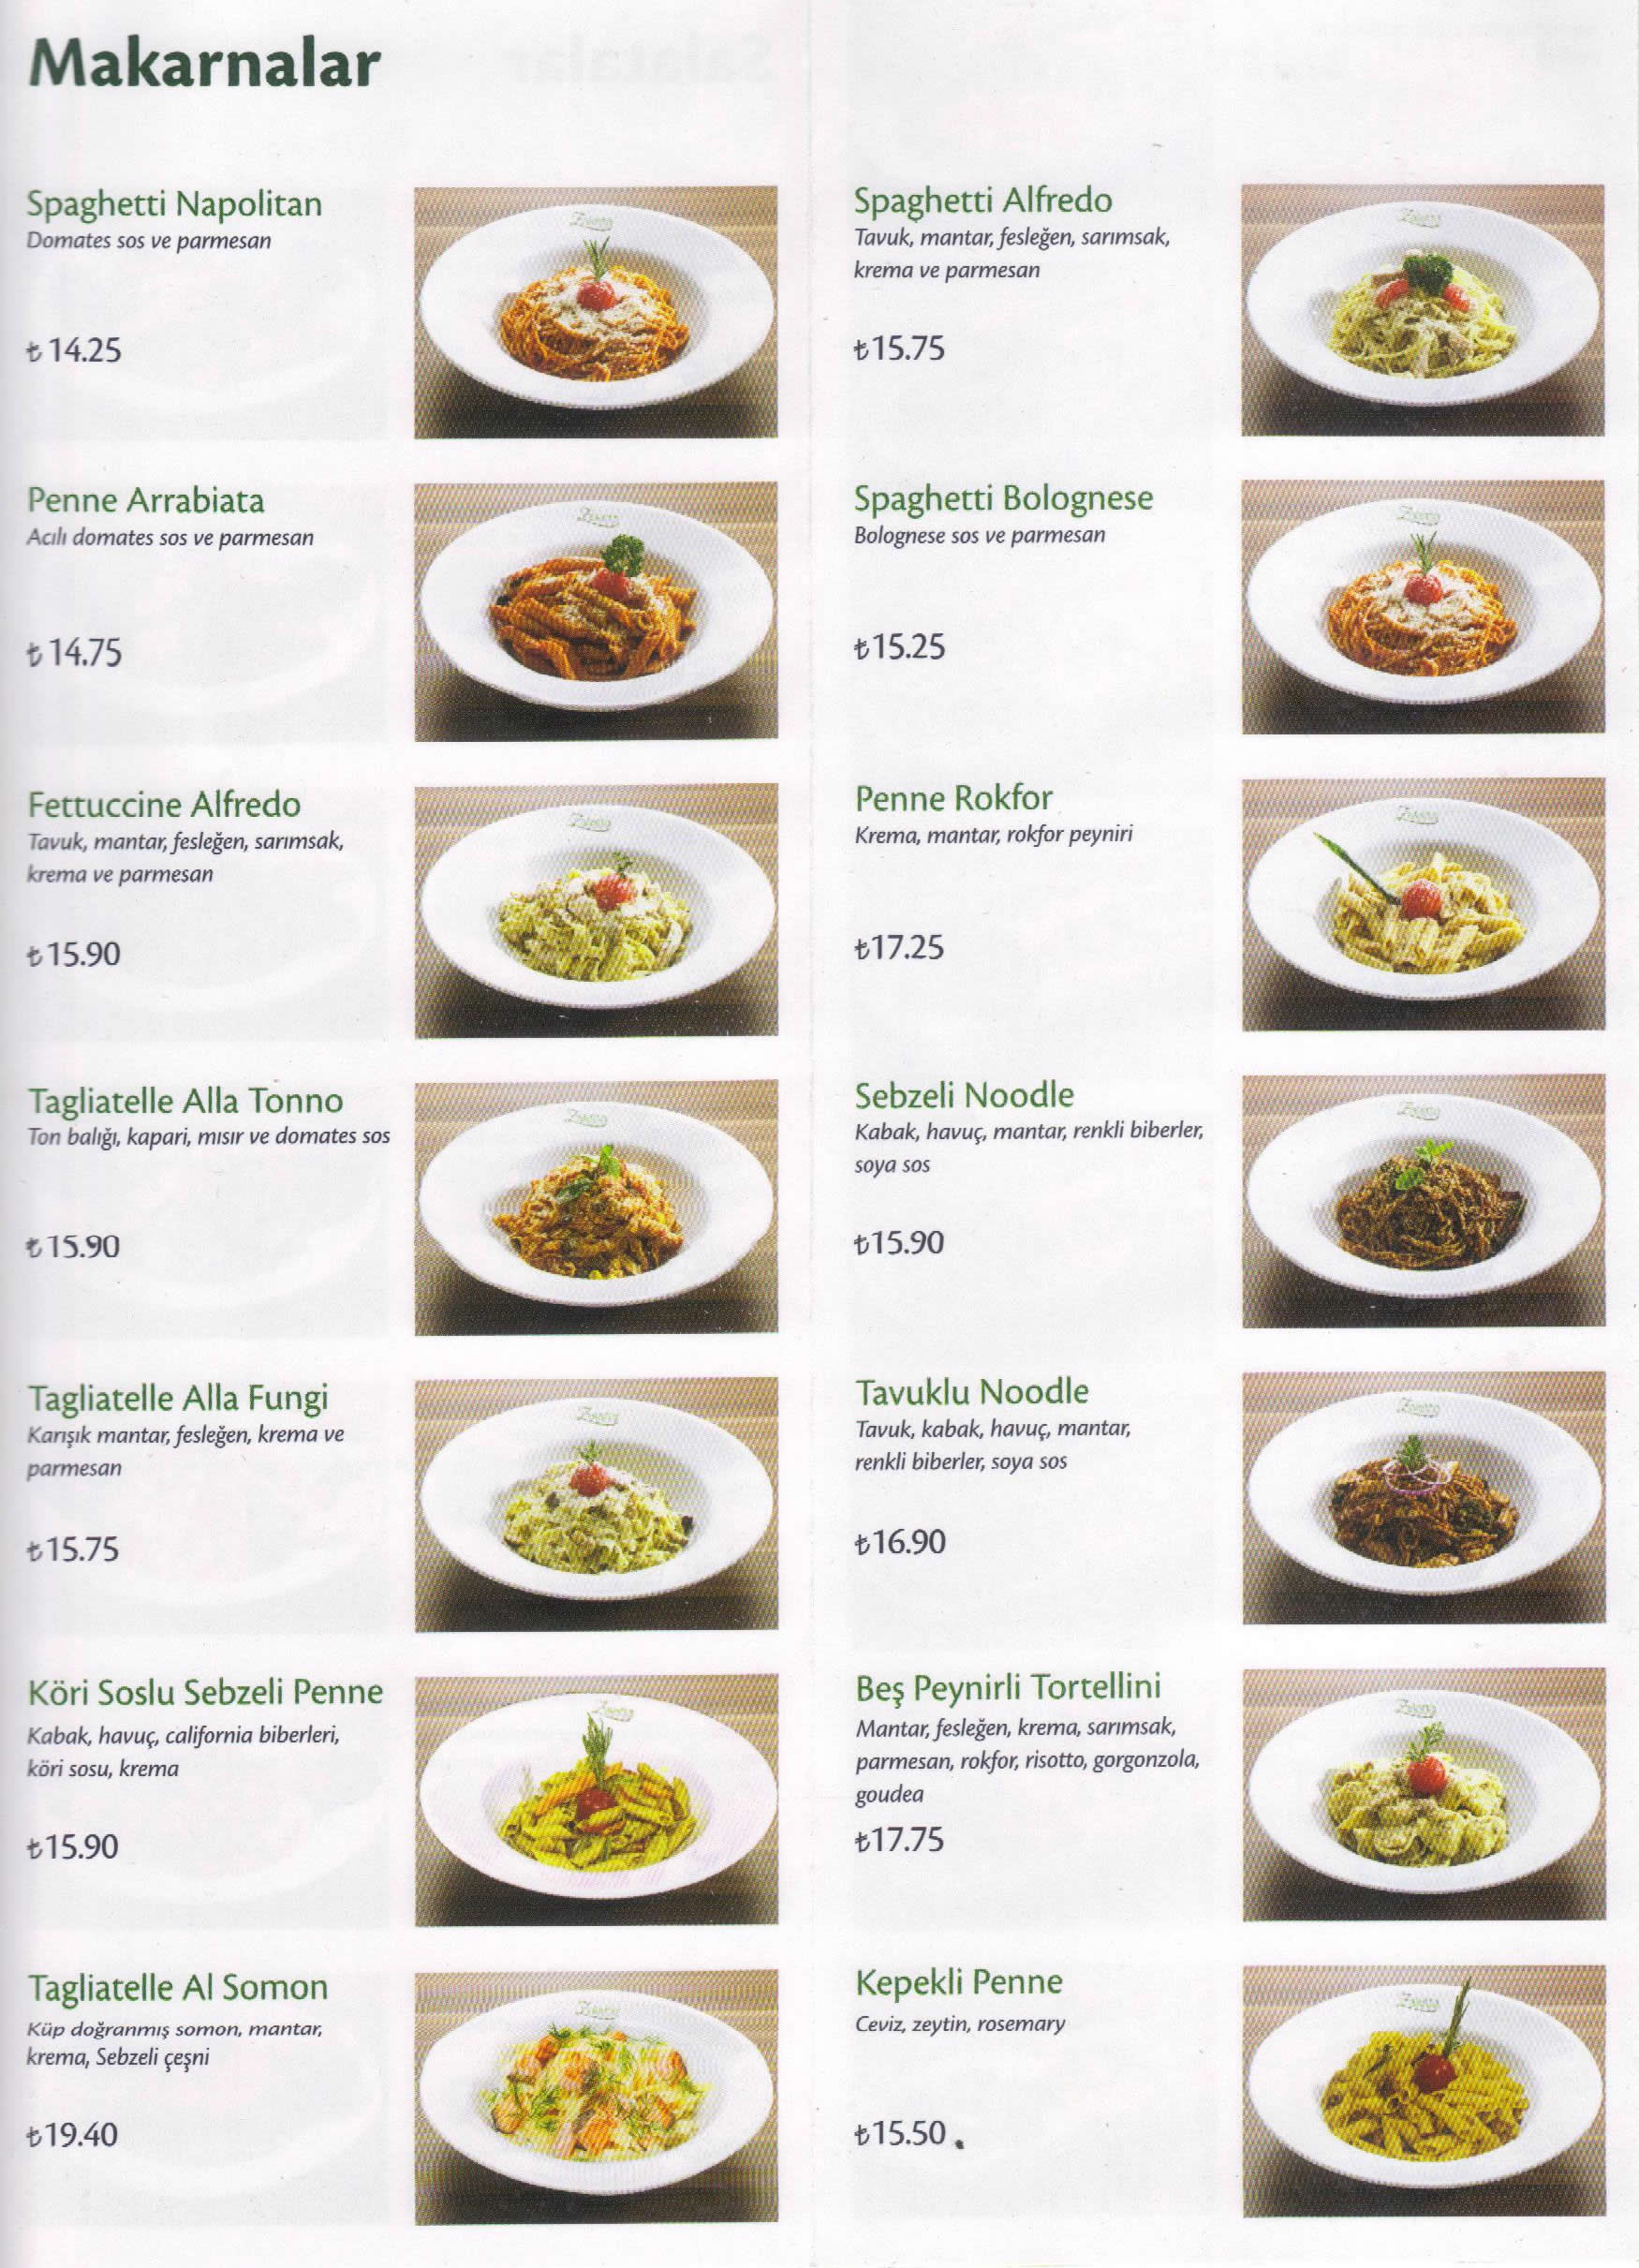 Makarnalar
Spaghetti Napolitan
Domates sos ve parmesan
₺14.25
Penne Arrabiata
Acılı domates sos ve parmesan
₺14.75
Fettuccine Alfredo
Tavuk, mantar, fesleğen, sarımsak,
krema ve parmesan
₺15.90
Tagliatelle Alla Tonno
Ton balığı, kapari, mısır ve domates sos
₺15.90
Tagliatelle Alla Fungi
Karışık mantar, fesleğen, krema ve
parmesan
₺15.75
Köri Soslu Sebzeli Penne
Kabak, havuç, california biberleri,
köri sosu, krema
₺15.90
Tagliatelle Al Somon
Küp doğranmış somon, mantar,
krema, Sebzeli çeşni
₺19.40
Spaghetti Alfredo
Tavuk, mantar, fesleğen, sarımsak,
krema ve parmesan
₺15.75
Spaghetti Bolognese
Bolognese sos ve parmesan
₺15.25
Penne Rokfor
Krema, mantar, rokfor peyniri
₺17.25
Sebzeli Noodle
Kabak, havuç, mantar, renkli biberler,
soya sos
₺15.90
Tavuklu Noodle
Tavuk, kabak, havuç, mantar,
renkli biberler, soya sos
₺16.90
Beş Peynirli Tortellini
Mantar, fesleğen, krema, sarımsak,
parmesan, rokfor, risotto, gorgonzola,
goudea
₺17.75
Kepekli Penne
Ceviz, zeytin, rosemary
₺15.50